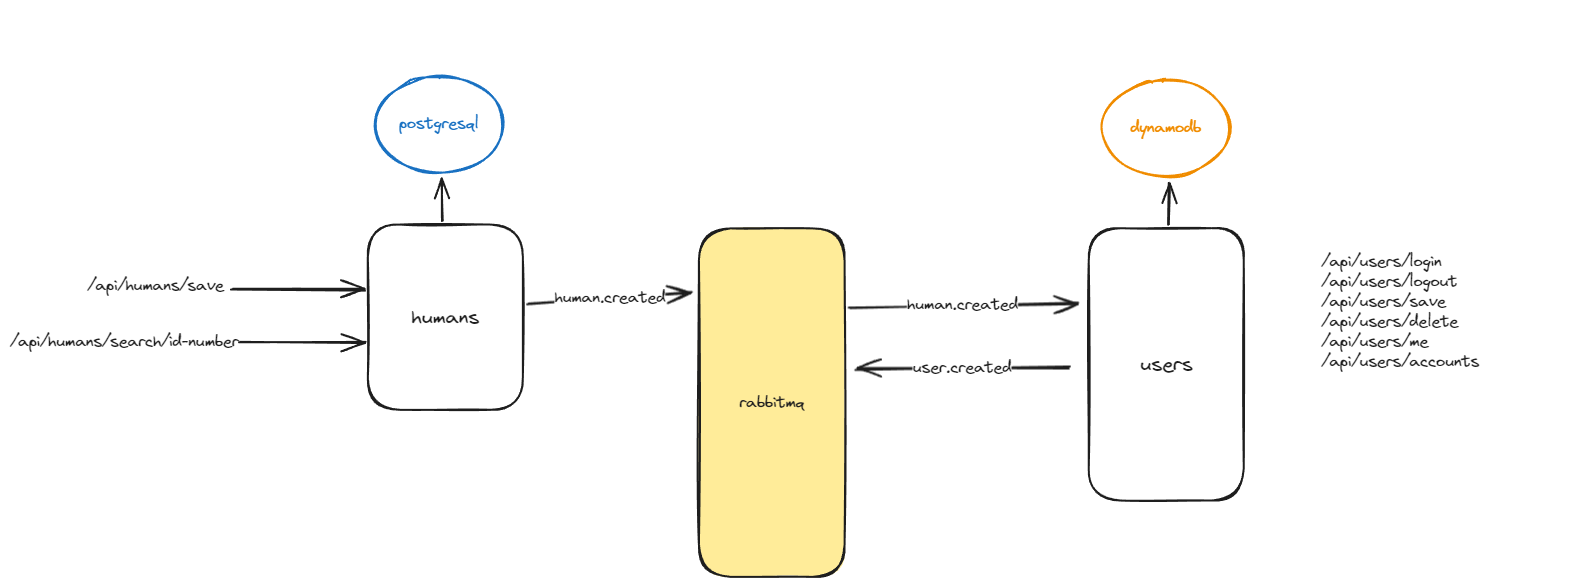 postgresql
dynamodb
/api/humans/save
/api/humans/search/id-number
humans
human.created
rabbitmq
human.created
user.created
users
/api/users/login
/api/users/logout
/api/users/save
/api/users/delete
/api/users/me
/api/users/accounts